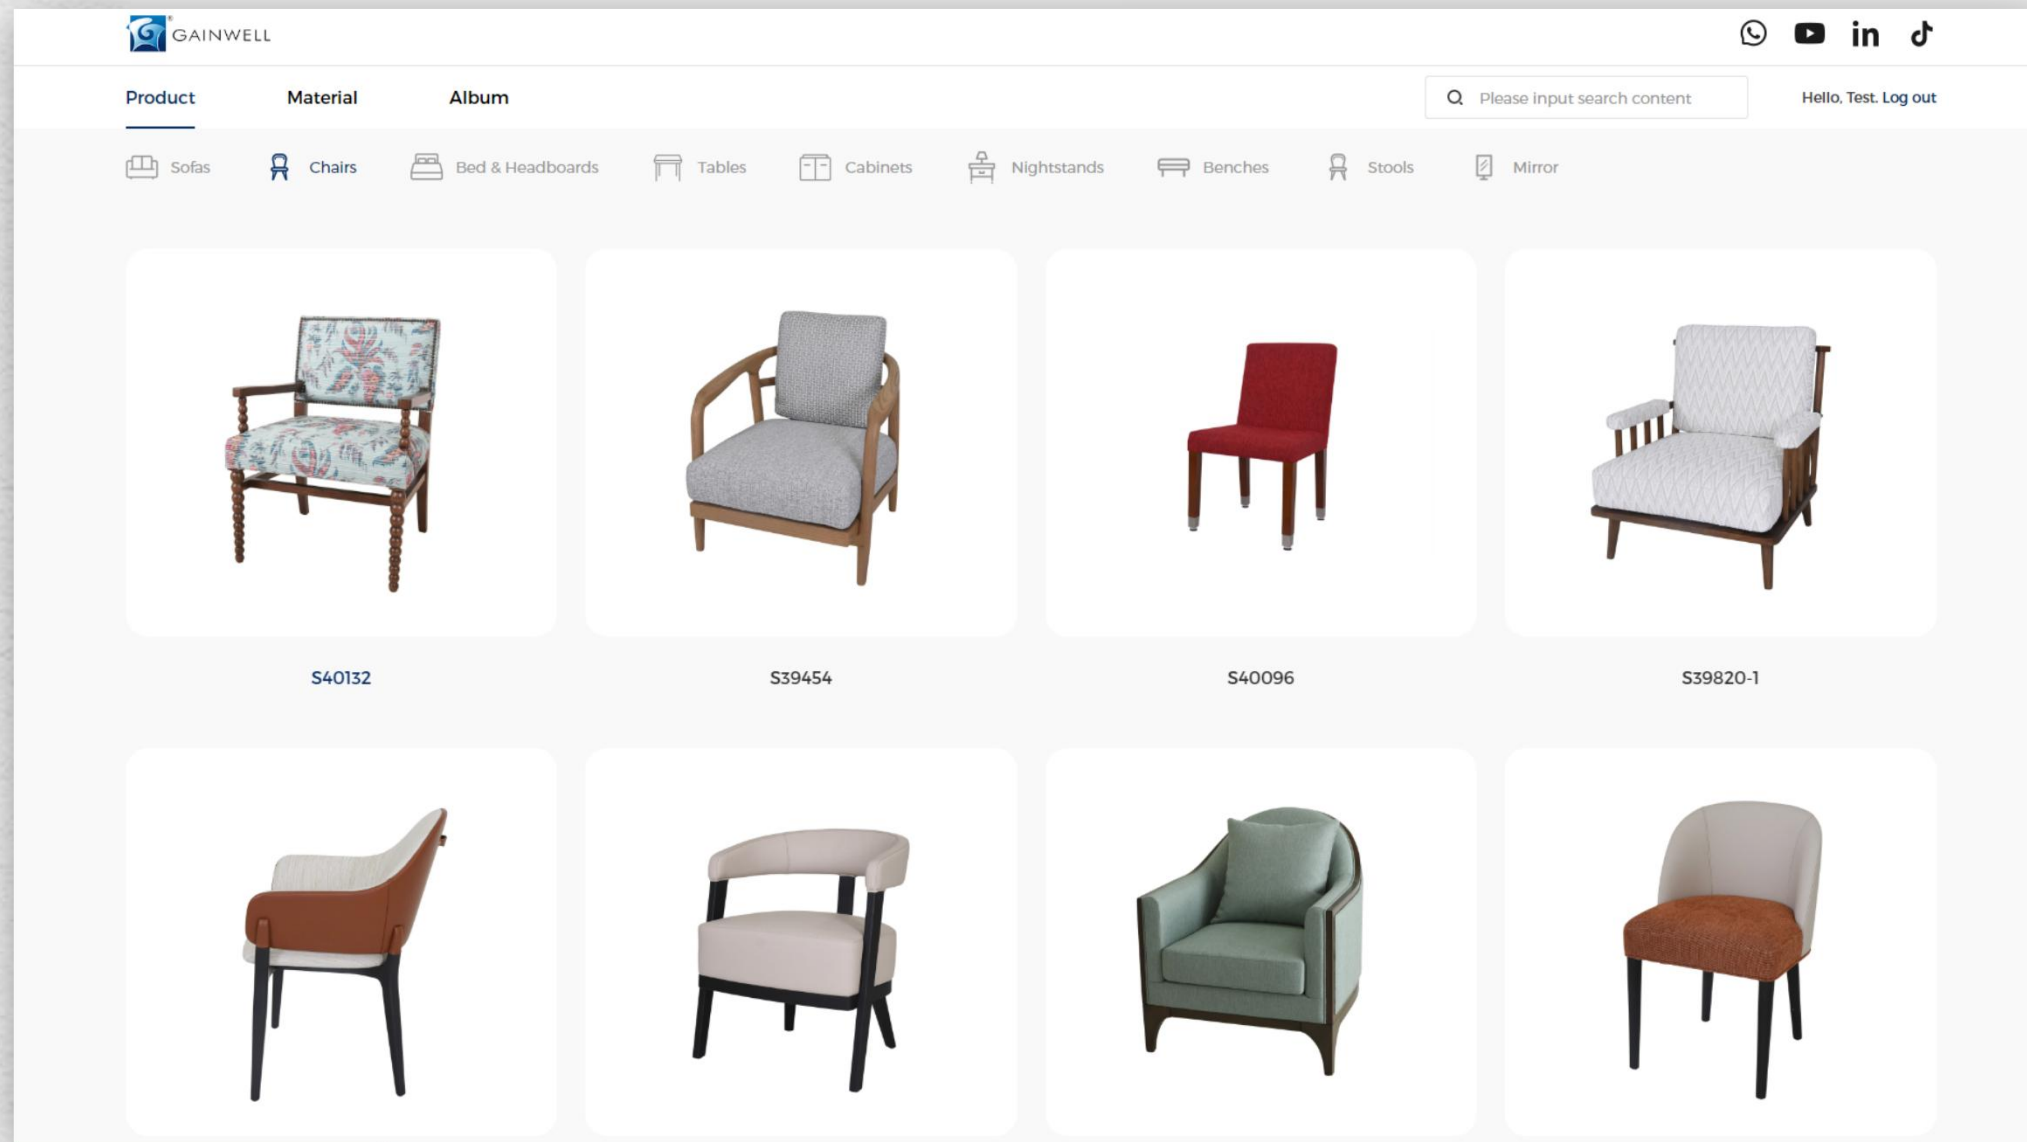 GAINWELL
Product Material Album
Please input search content
Hello, Test. Log out
Sofas Chairs Bed & Headboards Tables Cabinets Nightstands Benches Stools Mirror
S40132 S39454 S40096 S39820-1